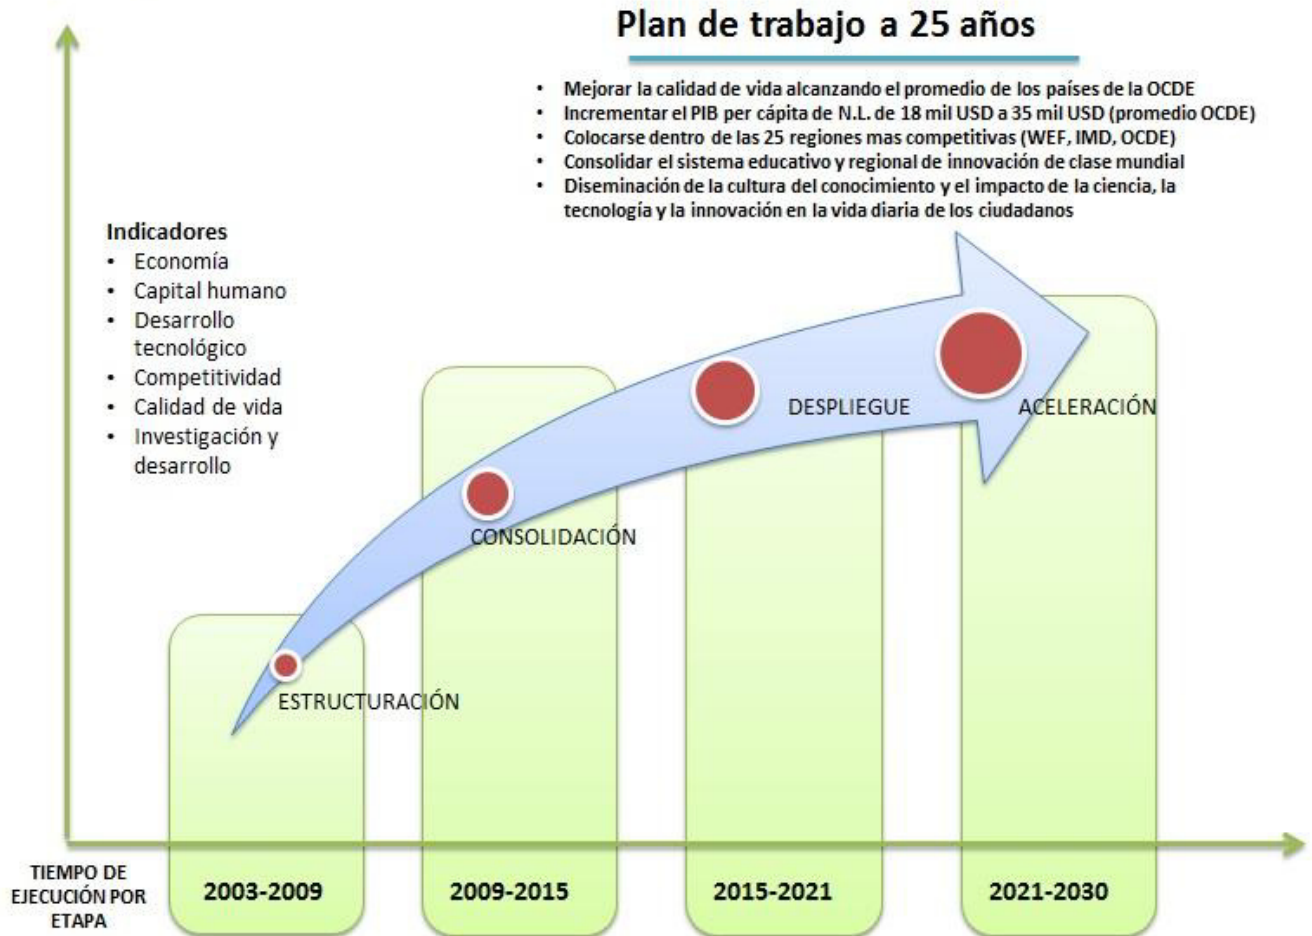 Plan de trabajo a 25 años
• Mejorar la calidad de vida alcanzando el promedio de los países de la OCDE
• Incrementar el PIB per cápita de N.L. de 18 mil USD a 35 mil USD (promedio OCDE)
• Colocarse dentro de las 25 regiones mas competitivas (WEF, IMD, OCDE)
• Consolidar el sistema educativo y regional de innovación de clase mundial
• Diseminación de la cultura del conocimiento y el impacto de la ciencia, la
tecnología y la innovación en la vida diaria de los ciudadanos
Indicadores
• Economía
• Capital humano
• Desarrollo
tecnológico
• Competitividad
• Calidad de vida
• Investigación y
desarrollo
DESPLIEGUE
ACELERACIÓN
CONSOLIDACIÓN
ESTRUCTURACIÓN
TIEMPO DE
EJECUCIÓN POR
ETAPA
2003-2009
2009-2015
2015-2021
2021-2030